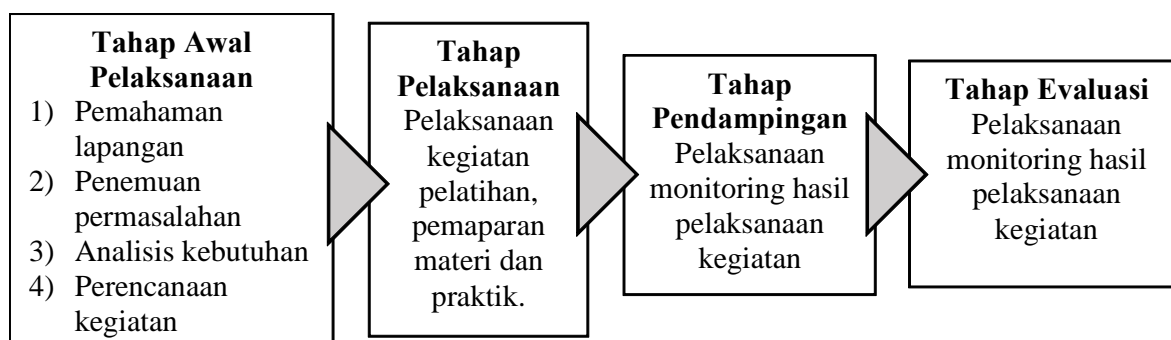 Tahap Awal
Pelaksanaan
1) Pemahaman
lapangan
2) Penemuan
permasalahan
3) Analisis kebutuhan
4) Perencanaan
kegiatan
Tahap
Pelaksanaan
Pelaksanaan
kegiatan
pelatihan,
pemaparan
materi dan
praktik.
Tahap
Pendampingan
Pelaksanaan
monitoring hasil
pelaksanaan
kegiatan
Tahap Evaluasi
Pelaksanaan
monitoring hasil
pelaksanaan
kegiatan